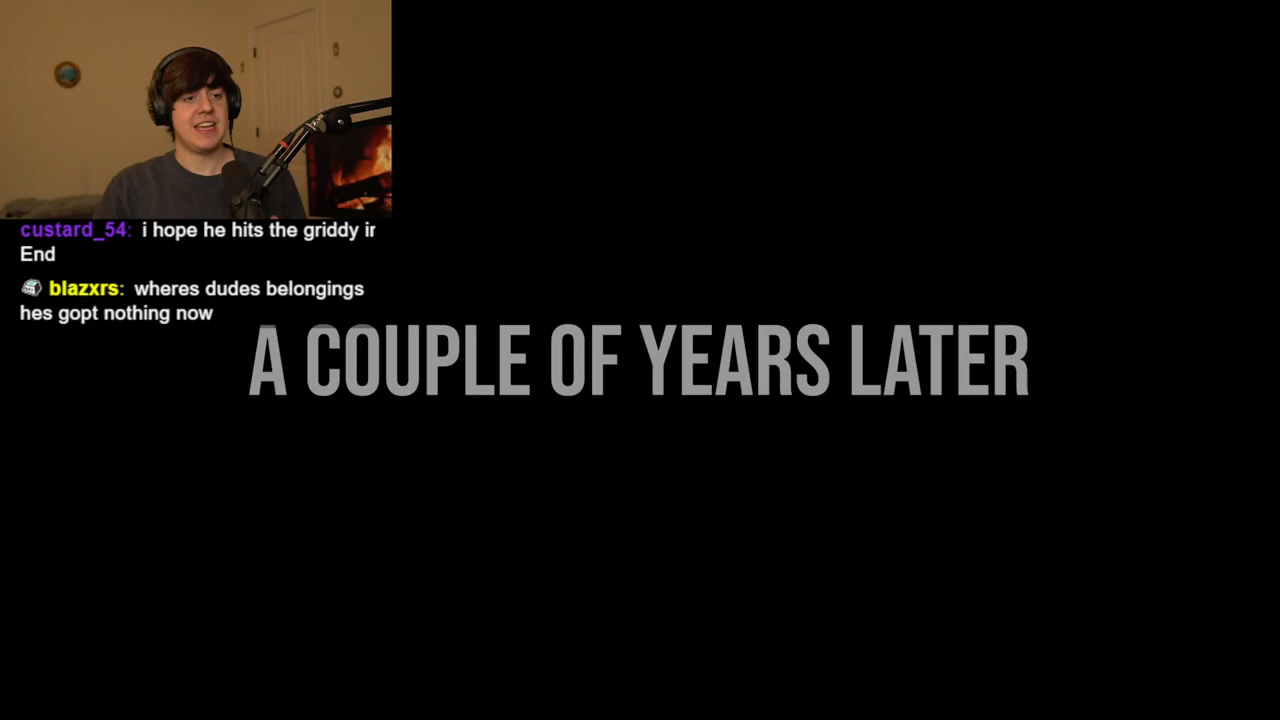 custard_54: i hope he hits the griddy in
End
blazxrs: wheres dudes belongings
hes gopt nothing now
A COUPLE OF YEARS LATER